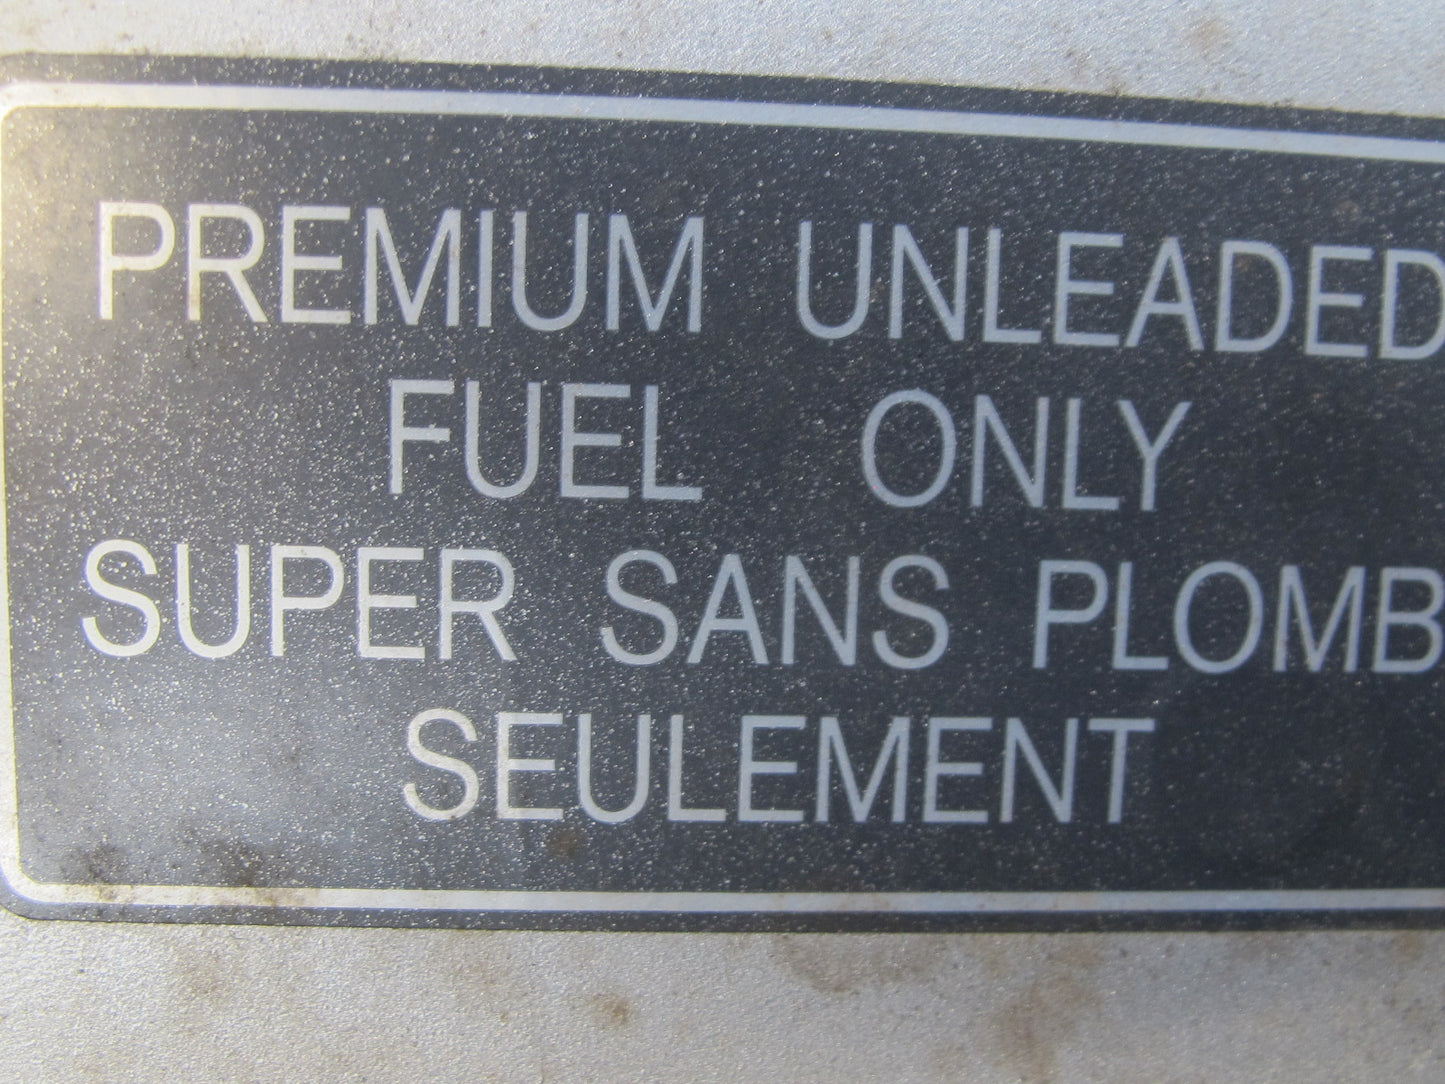 PREMIUM UNLEADED
FUEL ONLY
SUPER SANS PLOMB
SEULEMENT